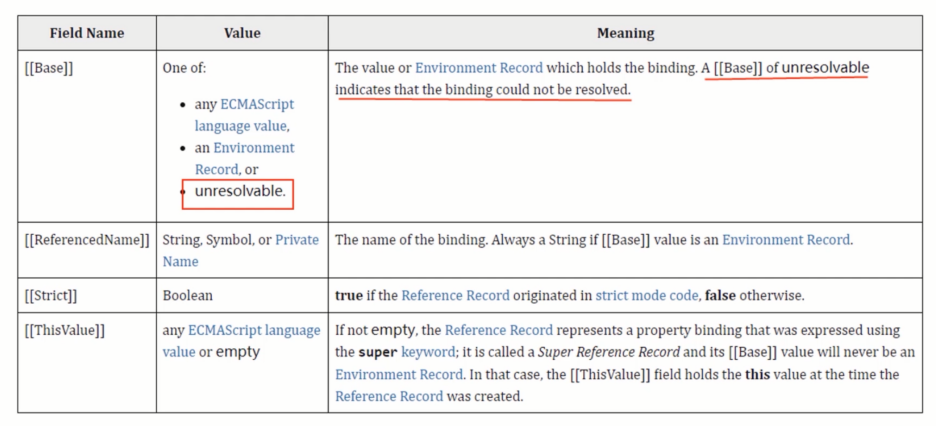 Field Name Value Meaning
[[Base]] One of: The value or Environment Record which holds the binding. A [[Base]] of unresolvable
indicates that the binding could not be resolved.
• any ECMAScript
language value,
• an Environment
Record, or
• unresolvable.
[[ReferencedName]] String, Symbol, or Private The name of the binding. Always a String if [[Base]] value is an Environment Record.
Name
[[Strict]] Boolean true if the Reference Record originated in strict mode code, false otherwise.
[[ThisValue]] any ECMAScript language If not empty, the Reference Record represents a property binding that was expressed using
value or empty the super keyword; it is called a Super Reference Record and its [[Base]] value will never be an
Environment Record. In that case, the [[ThisValue]] field holds the this value at the time the
Reference Record was created.